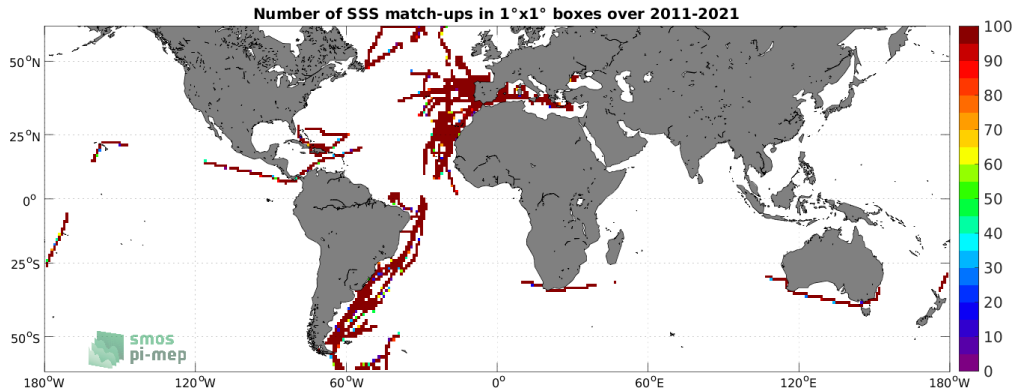 Number of SSS match-ups in 1°x1° boxes over 2011-2021
50°N
25°N
0°
25°S
50°S
180°W
120°W
60°W
0°
60°E
120°E
180°W
100
90
80
70
60
50
40
30
20
10
0
smos
pi-mep